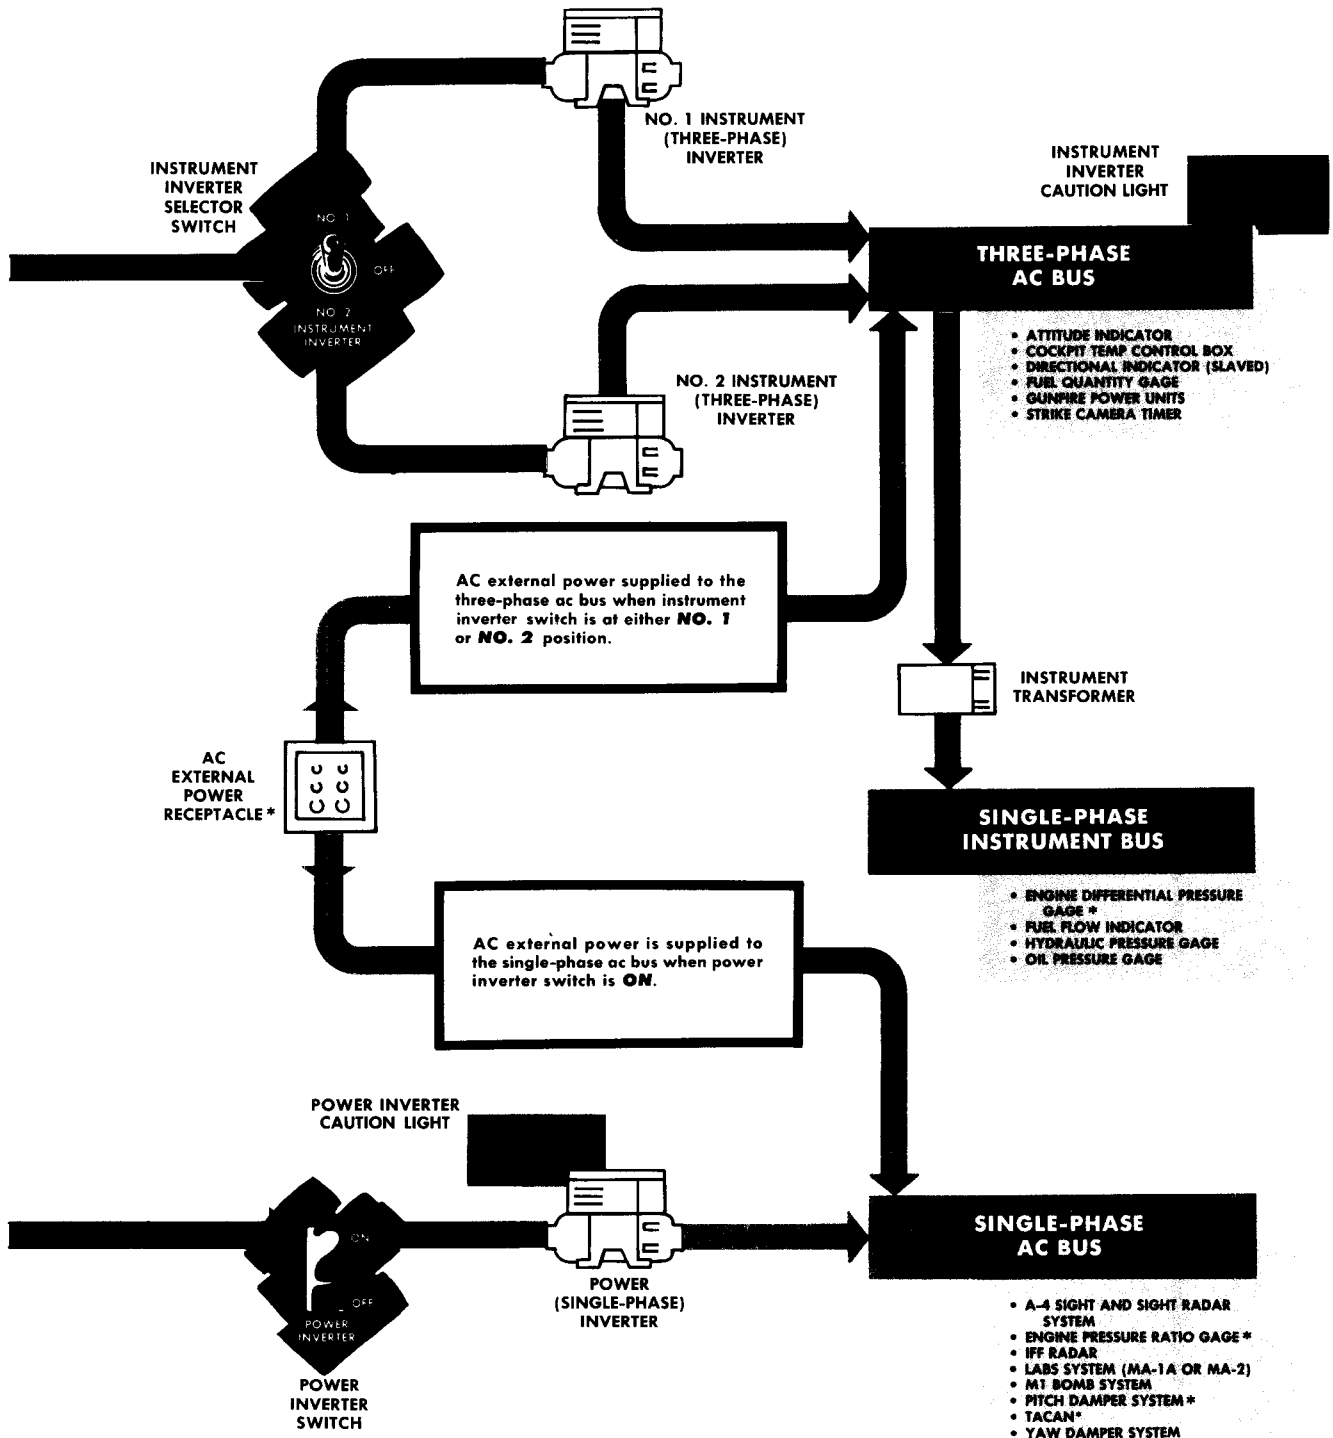 NO. 1 INSTRUMENT
(THREE-PHASE)
INVERTER
INSTRUMENT
INVERTER
CAUTION LIGHT
INSTRUMENT
INVERTER
SELECTOR
SWITCH
NO. 1
OFF
NO. 2
INSTRUMENT
INVERTER
THREE-PHASE
AC BUS
• ATTITUDE INDICATOR
• COCKPIT TEMP CONTROL BOX
• DIRECTIONAL INDICATOR (SLAVED)
• FUEL QUANTITY GAGE
• GUNFIRE POWER UNITS
• STRIKE CAMERA TIMER
NO. 2 INSTRUMENT
(THREE-PHASE)
INVERTER
AC external power supplied to the
three-phase ac bus when instrument
inverter switch is at either NO. 1
or NO. 2 position.
INSTRUMENT
TRANSFORMER
AC
EXTERNAL
POWER
RECEPTACLE *
SINGLE-PHASE
INSTRUMENT BUS
• ENGINE DIFFERENTIAL PRESSURE
GAGE *
• FUEL FLOW INDICATOR
• HYDRAULIC PRESSURE GAGE
• OIL PRESSURE GAGE
AC external power is supplied to
the single-phase ac bus when power
inverter switch is ON.
POWER INVERTER
CAUTION LIGHT
ON
OFF
POWER
INVERTER
POWER
INVERTER
SWITCH
POWER
(SINGLE-PHASE)
INVERTER
SINGLE-PHASE
AC BUS
• A-4 SIGHT AND SIGHT RADAR
SYSTEM
• ENGINE PRESSURE RATIO GAGE *
• IFF RADAR
• LABS SYSTEM (MA-1A OR MA-2)
• M1 BOMB SYSTEM
• PITCH DAMPER SYSTEM *
• TACAN*
• YAW DAMPER SYSTEM